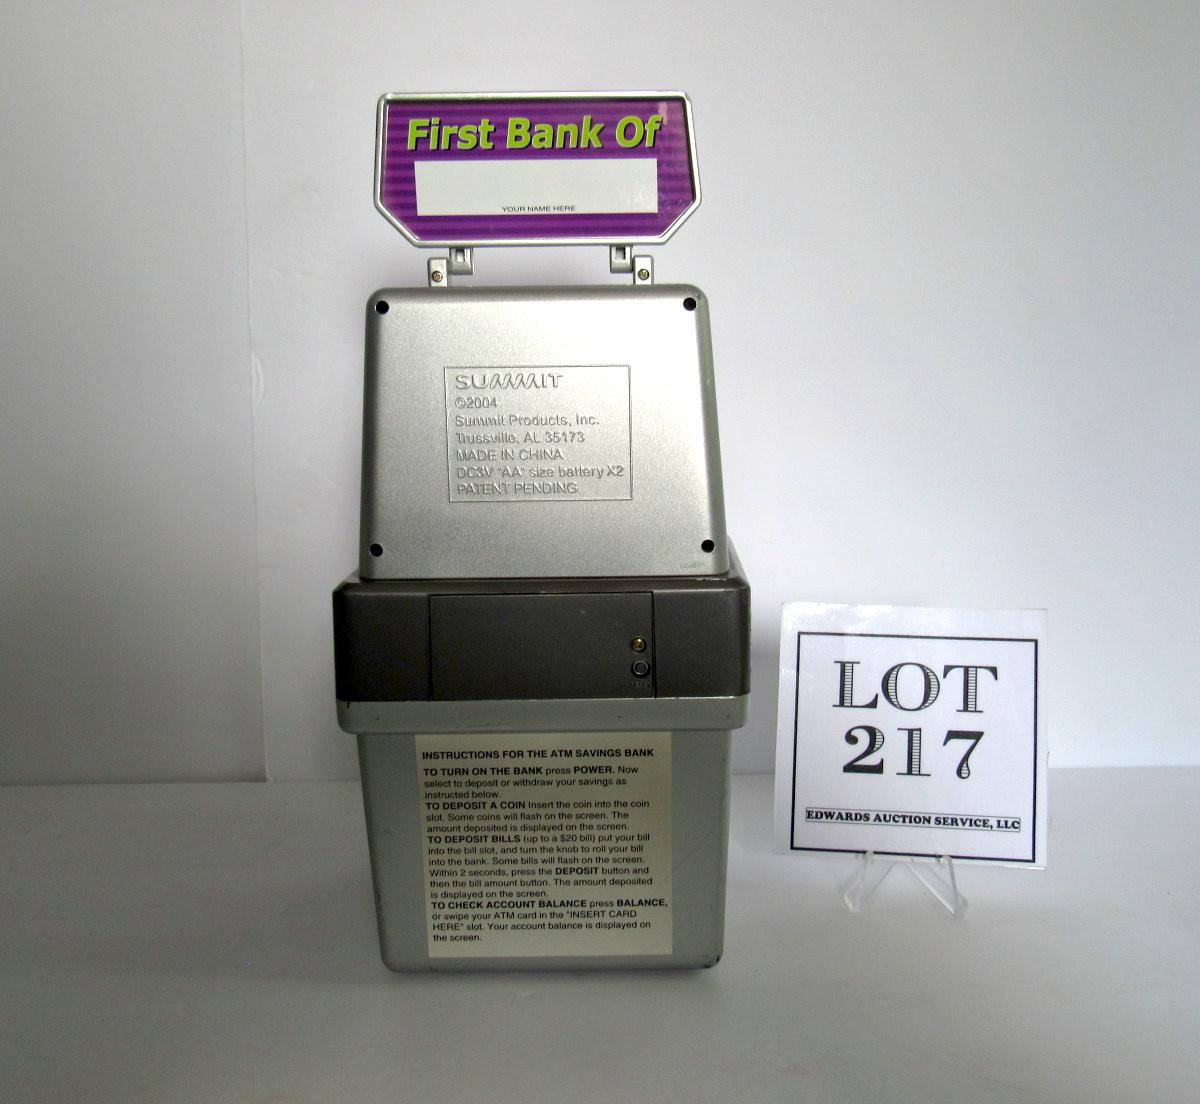 First Bank Of
YOUR NAME HERE
SUMMIT
©2004
Summit Products, Inc.
Trussville, AL 35173
MADE IN CHINA
DC3V "AA" size battery X2
PATENT PENDING
INSTRUCTIONS FOR THE ATM SAVINGS BANK
TO TURN ON THE BANK press POWER. Now
select to deposit or withdraw your savings as
instructed below.
TO DEPOSIT A COIN Insert the coin into the coin
slot. Some coins will flash on the screen. The
amount deposited is displayed on the screen.
TO DEPOSIT BILLS (up to a $20 bill) put your bill
into the bill slot, and turn the knob to roll your bill
into the bank. Some bills will flash on the screen.
Within 2 seconds, press the DEPOSIT button and
then the bill amount button. The amount deposited
is displayed on the screen.
TO CHECK ACCOUNT BALANCE press BALANCE,
or swipe your ATM card in the "INSERT CARD
HERE" slot. Your account balance is displayed on
the screen.
LOT
217
EDWARDS AUCTION SERVICE, LLC